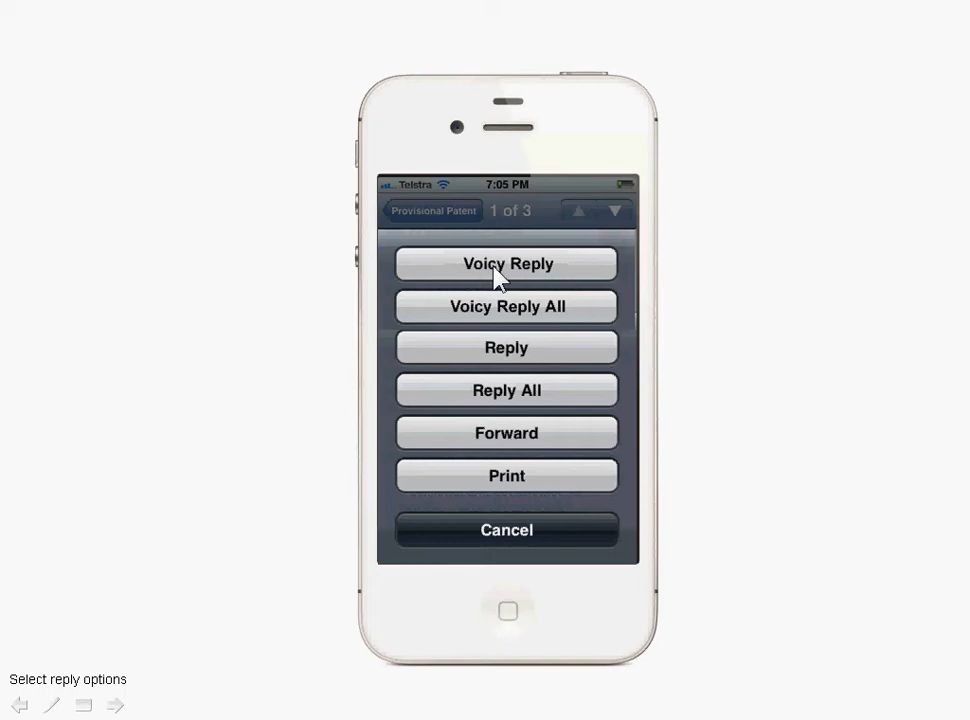 Telstra 7:05 PM
Provisional Patent 1 of 3
Voicy Reply
Voicy Reply All
Reply
Reply All
Forward
Print
Cancel
Select reply options